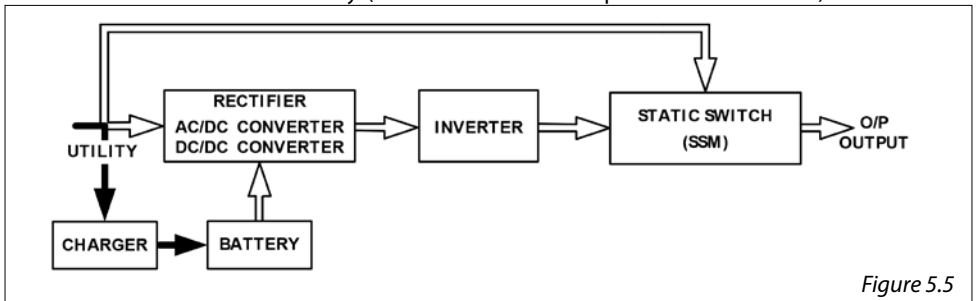 RECTIFIER
AC/DC CONVERTER
DC/DC CONVERTER
INVERTER
STATIC SWITCH
(SSM)
O/P
OUTPUT
UTILITY
CHARGER
BATTERY
Figure 5.5